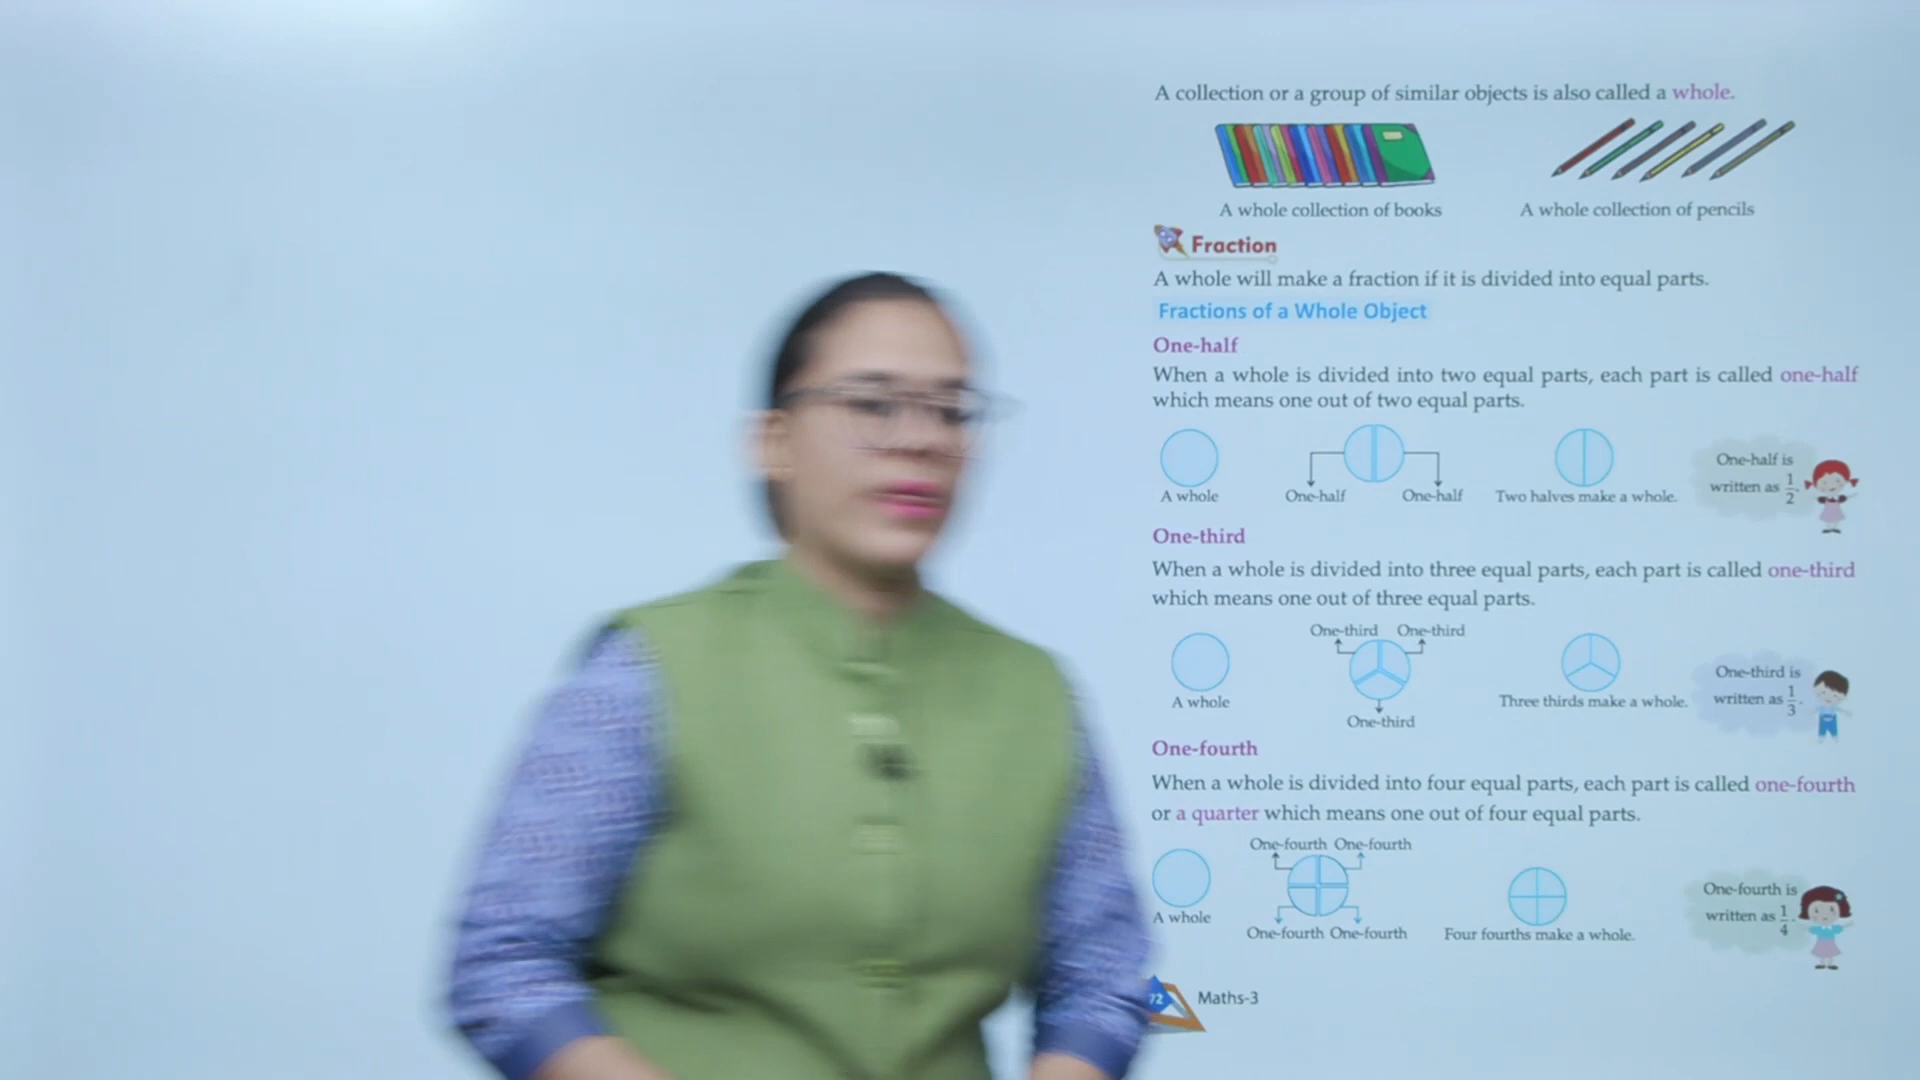 A collection or a group of similar objects is also called a whole.
A whole collection of books
A whole collection of pencils
Fraction
A whole will make a fraction if it is divided into equal parts.
Fractions of a Whole Object
One-half
When a whole is divided into two equal parts, each part is called one-half
which means one out of two equal parts.
A whole
One-half
One-half
Two halves make a whole.
One-half is
written as 1/2.
One-third
When a whole is divided into three equal parts, each part is called one-third
which means one out of three equal parts.
One-third One-third
A whole
One-third
Three thirds make a whole.
One-third is
written as 1/3.
One-fourth
When a whole is divided into four equal parts, each part is called one-fourth
or a quarter which means one out of four equal parts.
One-fourth One-fourth
A whole
One-fourth One-fourth
Four fourths make a whole.
One-fourth is
written as 1/4.
72 Maths-3